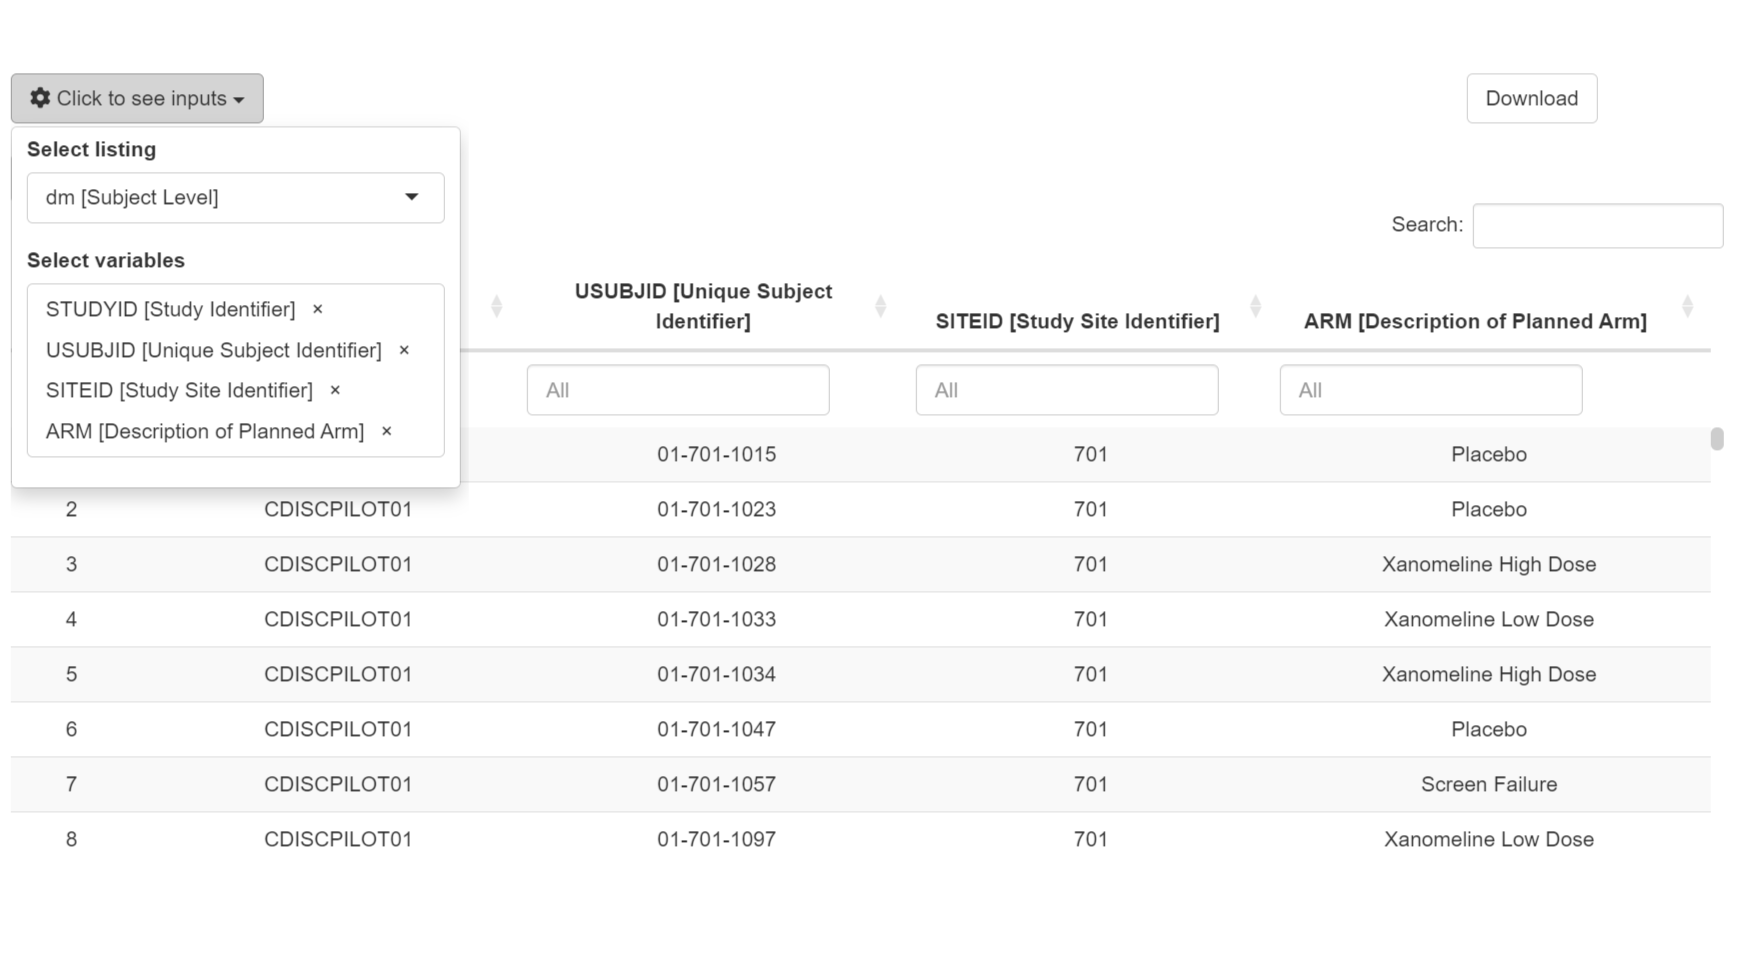 Click to see inputs
Download
Select listing
dm [Subject Level]
Search:
Select variables
STUDYID [Study Identifier] ×
USUBJID [Unique Subject Identifier] ×
SITEID [Study Site Identifier] ×
ARM [Description of Planned Arm] ×
USUBJID [Unique Subject
Identifier]
SITEID [Study Site Identifier]
ARM [Description of Planned Arm]
All
All
All
01-701-1015 701 Placebo
2 CDISCPILOT01 01-701-1023 701 Placebo
3 CDISCPILOT01 01-701-1028 701 Xanomeline High Dose
4 CDISCPILOT01 01-701-1033 701 Xanomeline Low Dose
5 CDISCPILOT01 01-701-1034 701 Xanomeline High Dose
6 CDISCPILOT01 01-701-1047 701 Placebo
7 CDISCPILOT01 01-701-1057 701 Screen Failure
8 CDISCPILOT01 01-701-1097 701 Xanomeline Low Dose